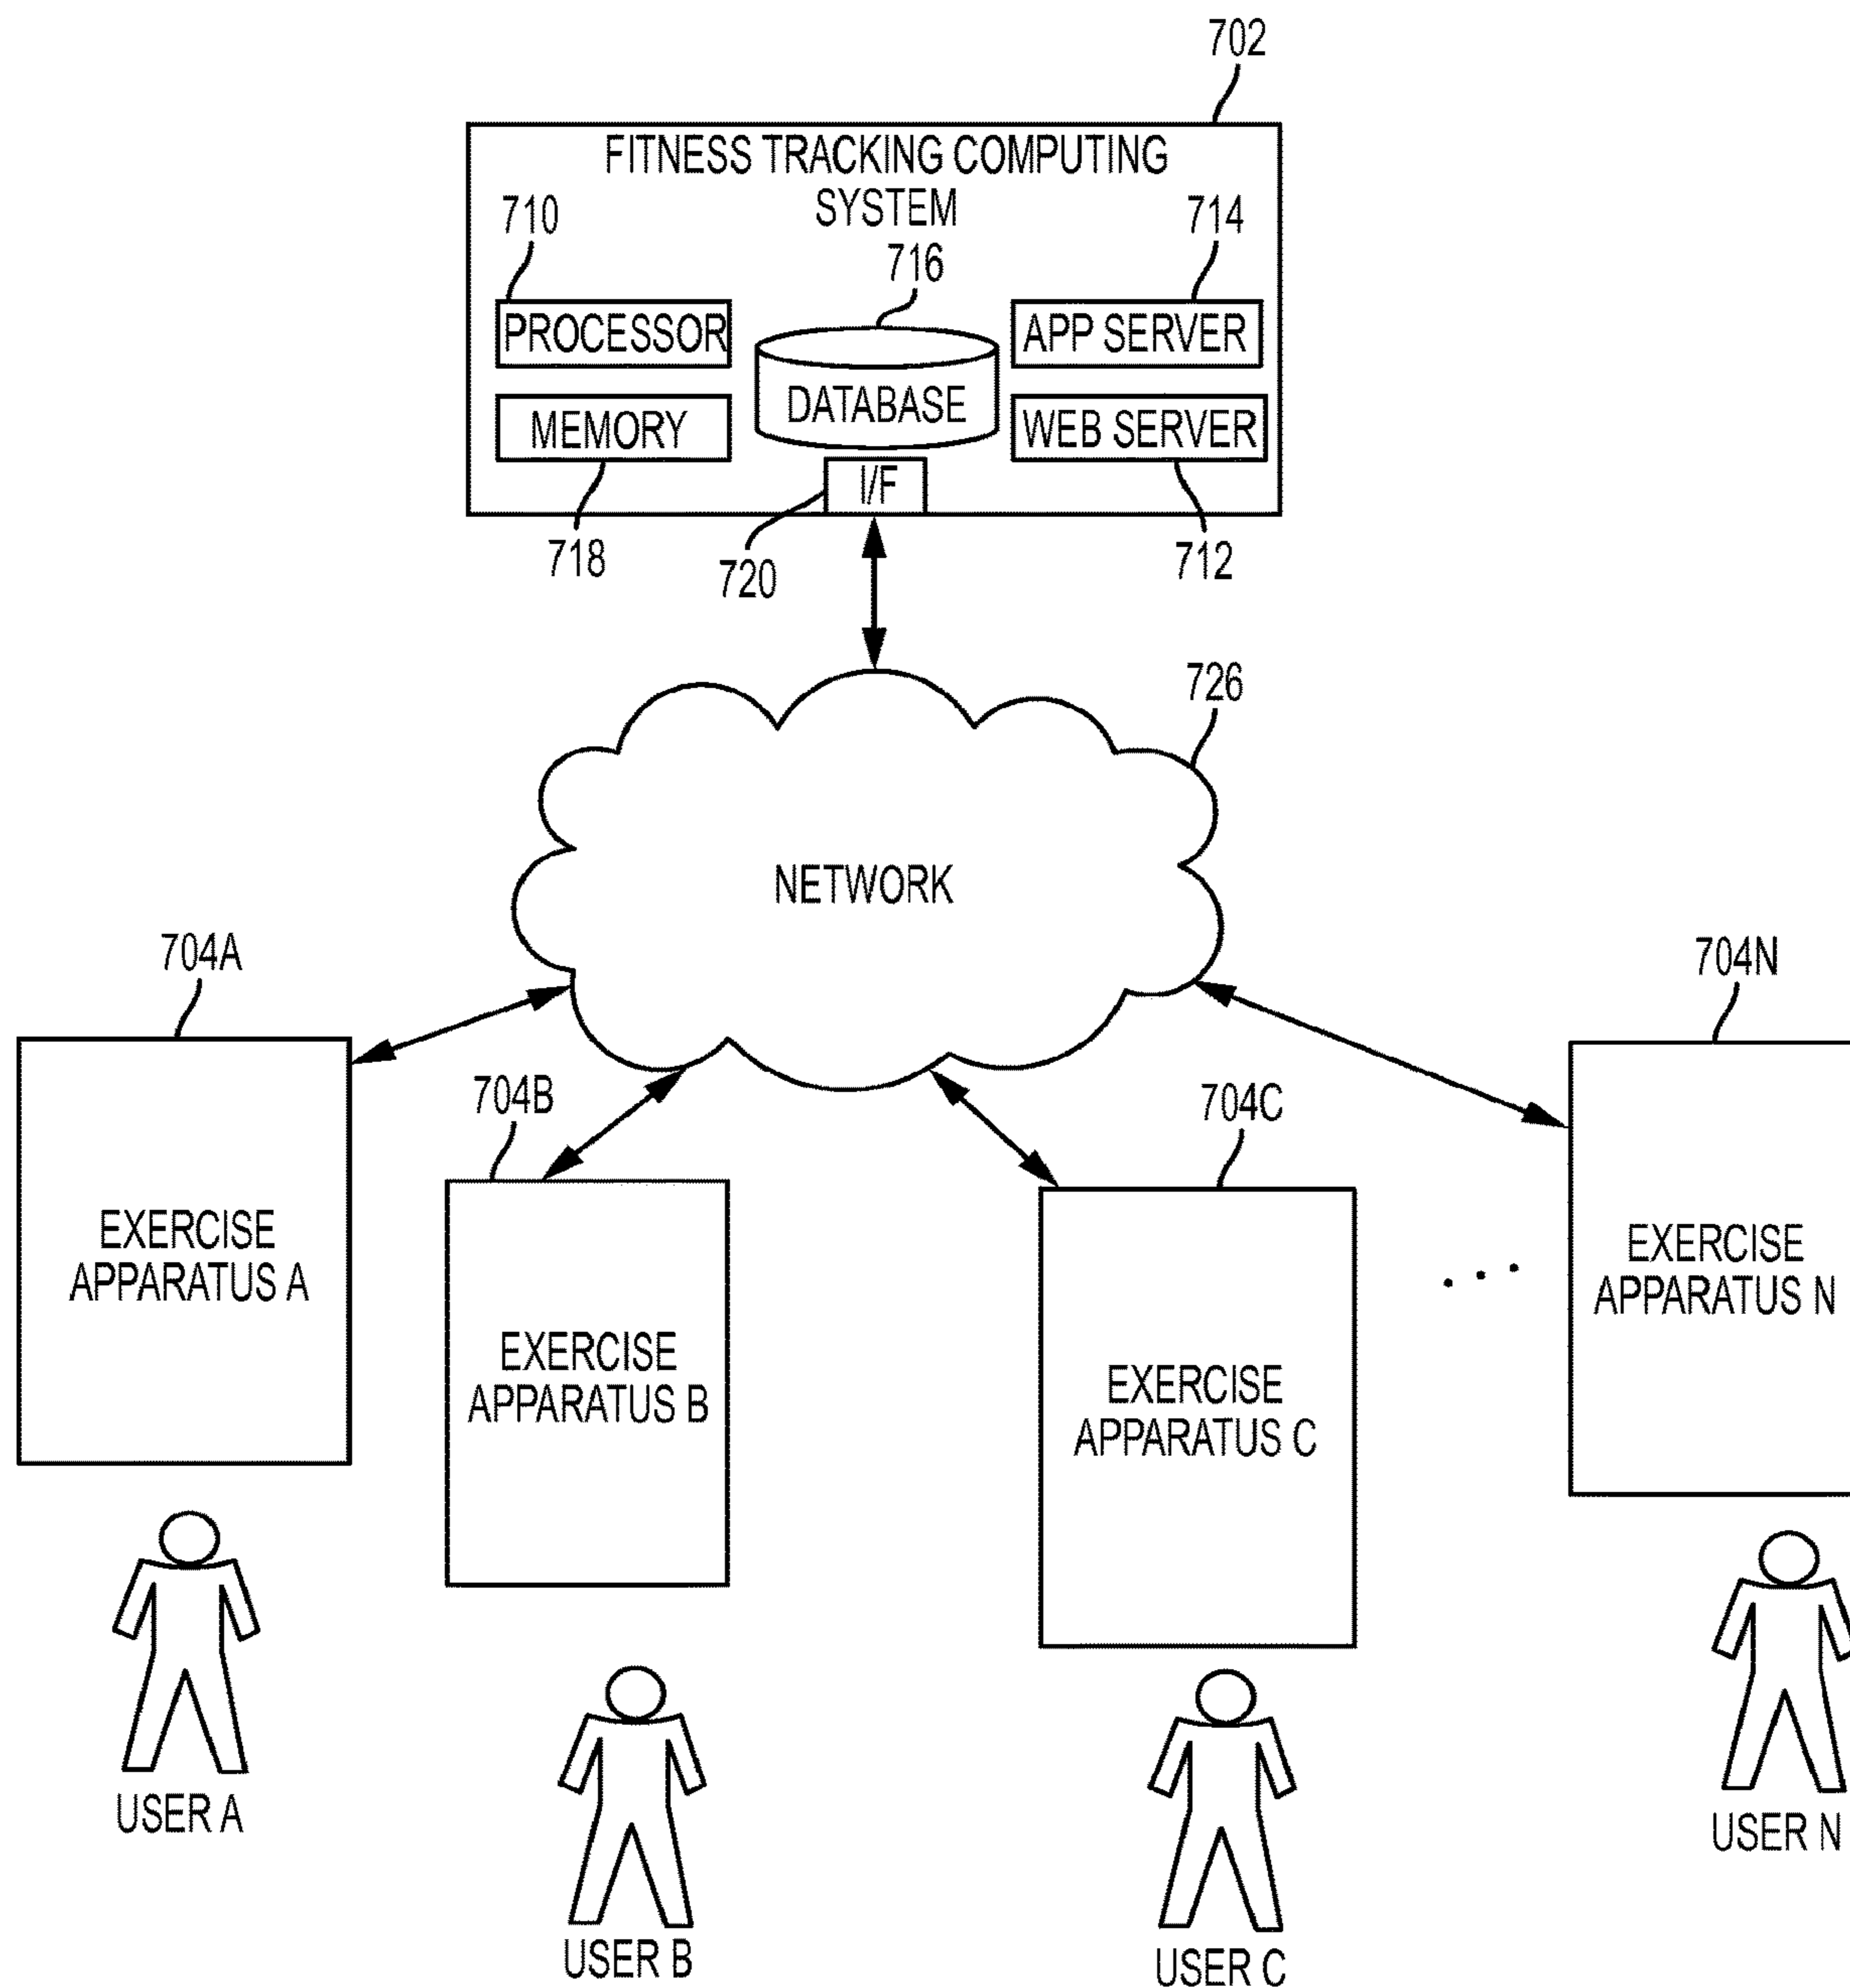 702
FITNESS TRACKING COMPUTING
SYSTEM
710
714
716
PROCESSOR
APP SERVER
DATABASE
MEMORY
WEB SERVER
I/F
718
720
712
726
NETWORK
704A
704N
704B
704C
EXERCISE
APPARATUS A
EXERCISE
APPARATUS B
EXERCISE
APPARATUS C
. . .
EXERCISE
APPARATUS N
USER A
USER B
USER C
USER N